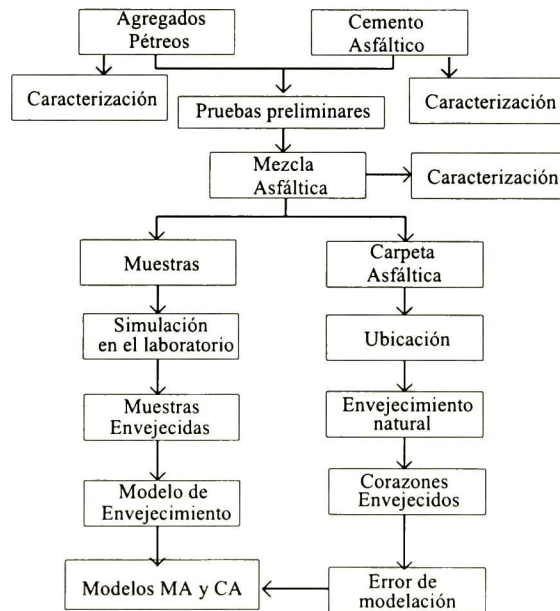 Agregados
Pétreos
Cemento
Asfáltico
Caracterización
Pruebas preliminares
Caracterización
Mezcla
Asfáltica
Caracterización
Muestras
Carpeta
Asfáltica
Simulación
en el laboratorio
Ubicación
Muestras
Envejecidas
Envejecimiento
natural
Modelo de
Envejecimiento
Corazones
Envejecidos
Modelos MA y CA
Error de
modelación